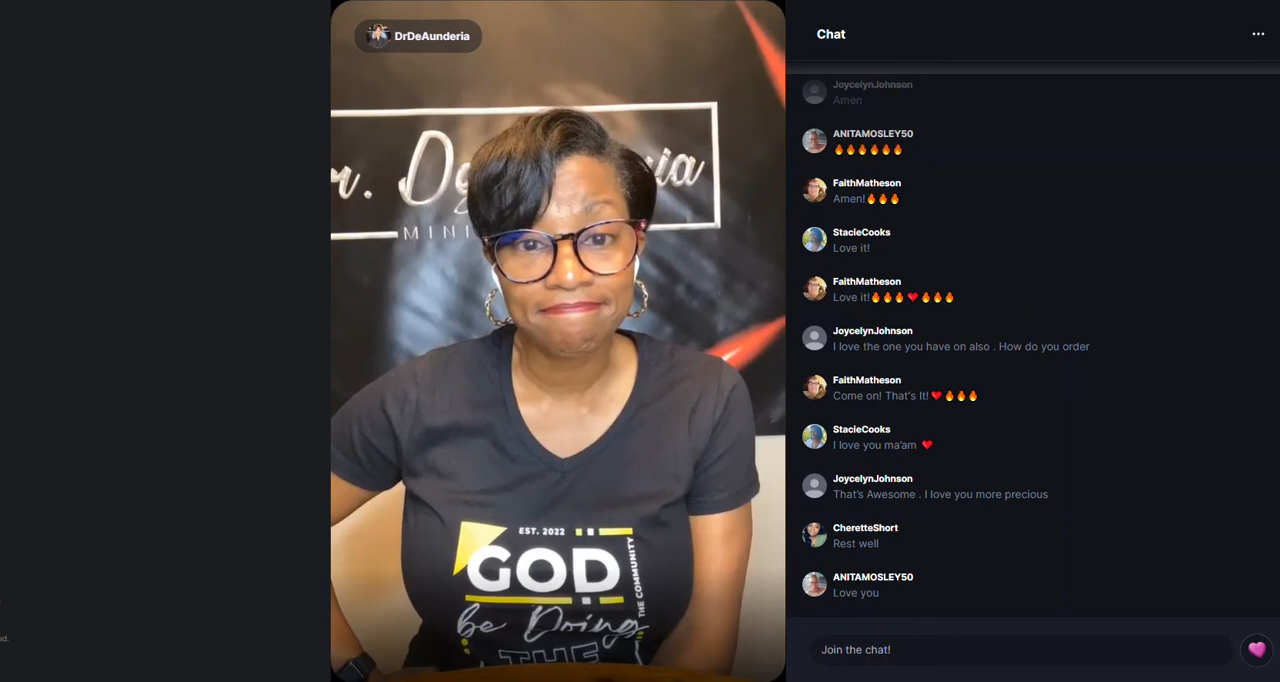 DrDeAunderia
r. D
ia
MINI
EST. 2022
GOD
THE COMMUNITY
be Doing
THE
Chat
JoycelynJohnson
Amen
ANITAMOSLEY50
🔥🔥🔥🔥🔥🔥
FaithMatheson
Amen!🔥🔥🔥
StacieCooks
Love it!
FaithMatheson
Love it!🔥🔥🔥❤️🔥🔥🔥
JoycelynJohnson
I love the one you have on also . How do you order
FaithMatheson
Come on! That's It!❤️🔥🔥🔥
StacieCooks
I love you ma'am ❤️
JoycelynJohnson
That's Awesome . I love you more precious
CheretteShort
Rest well
ANITAMOSLEY50
Love you
Join the chat!
ed.